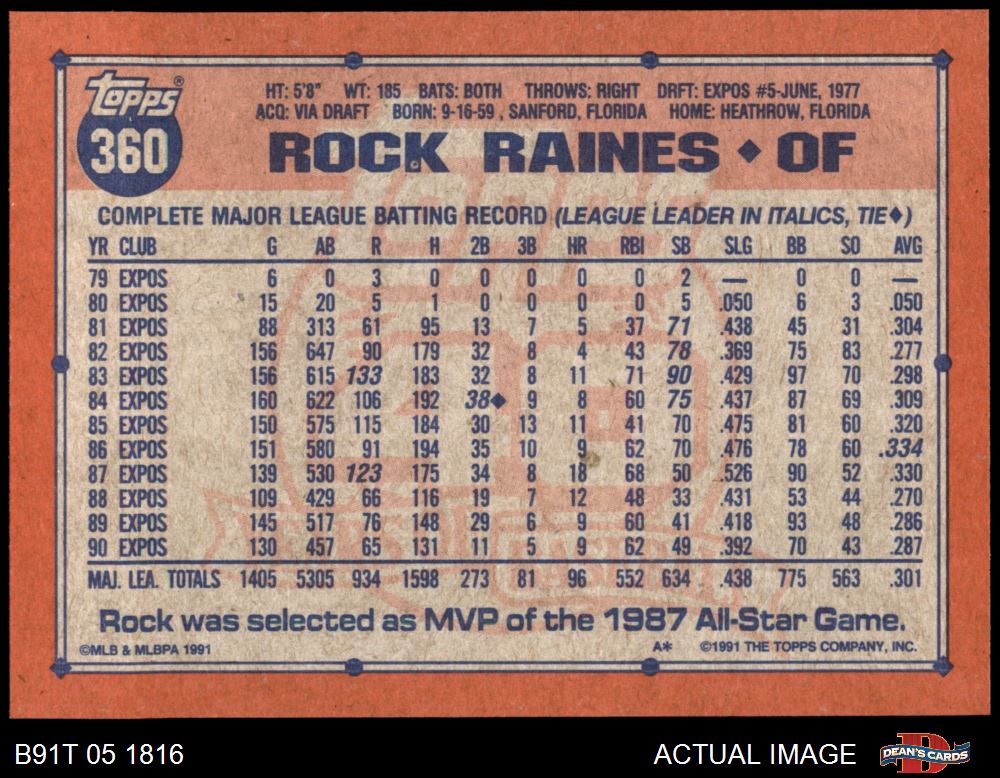 TOPPS®
360
HT: 5'8" WT: 185 BATS: BOTH THROWS: RIGHT DRFT: EXPOS #5-JUNE, 1977
ACQ: VIA DRAFT BORN: 9-16-59 , SANFORD, FLORIDA HOME: HEATHROW, FLORIDA
ROCK RAINES ◆ OF
COMPLETE MAJOR LEAGUE BATTING RECORD (LEAGUE LEADER IN ITALICS, TIE◆)
YR CLUB G AB R H 2B 3B HR RBI SB SLG BB SO AVG
79 EXPOS 6 0 3 0 0 0 0 0 2 — 0 0 —
80 EXPOS 15 20 5 1 0 0 0 0 5 .050 6 3 .050
81 EXPOS 88 313 61 95 13 7 5 37 71 .438 45 31 .304
82 EXPOS 156 647 90 179 32 8 4 43 78 .369 75 83 .277
83 EXPOS 156 615 133 183 32 8 11 71 90 .429 97 70 .298
84 EXPOS 160 622 106 192 38◆ 9 8 60 75 .437 87 69 .309
85 EXPOS 150 575 115 184 30 13 11 41 70 .475 81 60 .320
86 EXPOS 151 580 91 194 35 10 9 62 70 .476 78 60 .334
87 EXPOS 139 530 123 175 34 8 18 68 50 .526 90 52 .330
88 EXPOS 109 429 66 116 19 7 12 48 33 .431 53 44 .270
89 EXPOS 145 517 76 148 29 6 9 60 41 .418 93 48 .286
90 EXPOS 130 457 65 131 11 5 9 62 49 .392 70 43 .287
MAJ. LEA. TOTALS 1405 5305 934 1598 273 81 96 552 634 .438 775 563 .301
Rock was selected as MVP of the 1987 All-Star Game.
©MLB & MLBPA 1991 A* ©1991 THE TOPPS COMPANY, INC.
B91T 05 1816 ACTUAL IMAGE DEAN'S CARDS